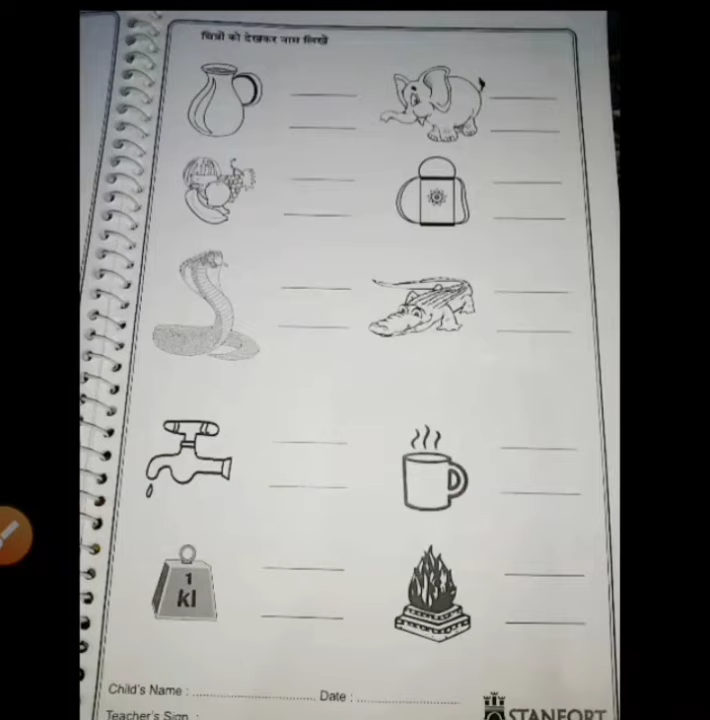 चित्रों को देखकर नाम लिखें
1
kl
Child's Name : Date :
Teacher's Sign :
STANFORT